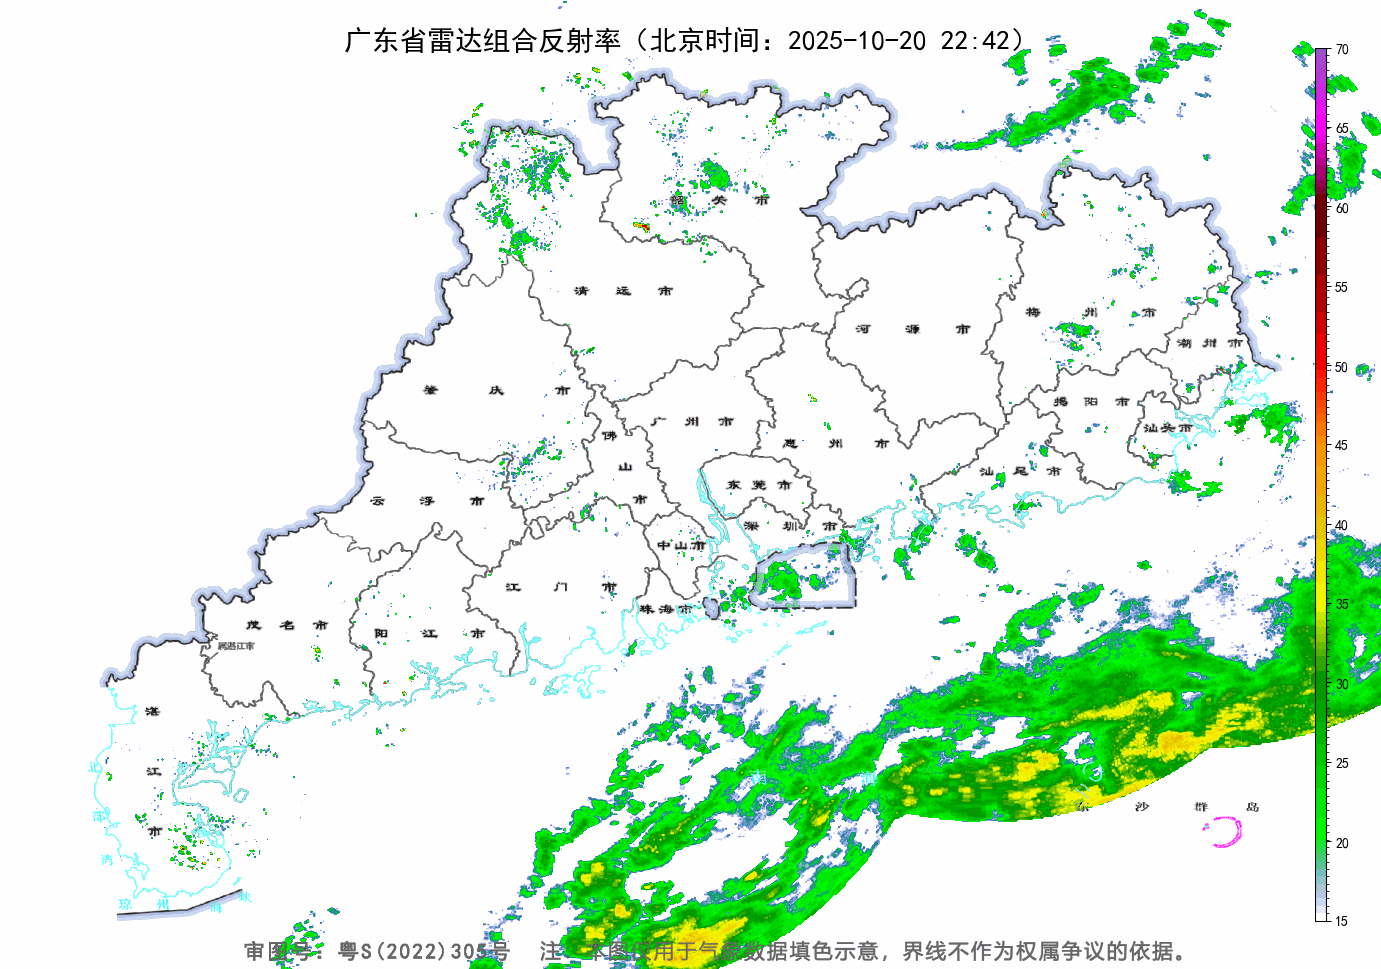 广东省雷达组合反射率（北京时间：2025-10-20 22:42）
70
65
60
55
50
45
40
35
30
25
20
15
韶关市
清远市
河源市
梅州市
潮州市
肇庆市
广州市
佛山市
惠州市
揭阳市
汕头市
汕尾市
东莞市
云浮市
深圳市
中山市
江门市
珠海市
茂名市
阳江市
属湛江市
湛江市
北部湾
琼州海峡
南海
东沙群岛
审图号：粤S(2022)305号 注：本图仅用于气象数据填色示意，界线不作为权属争议的依据。